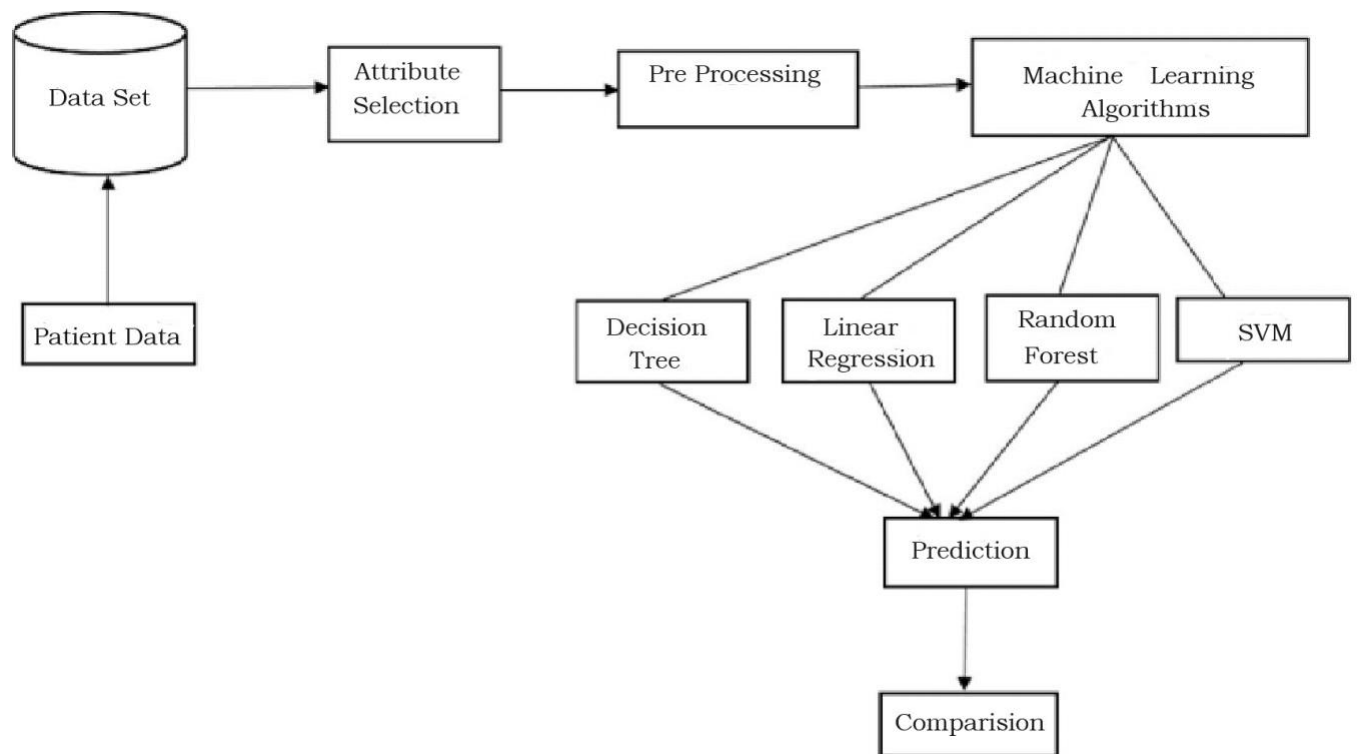 Data Set
Attribute
Selection
Pre Processing
Machine Learning
Algorithms
Patient Data
Decision
Tree
Linear
Regression
Random
Forest
SVM
Prediction
Comparision